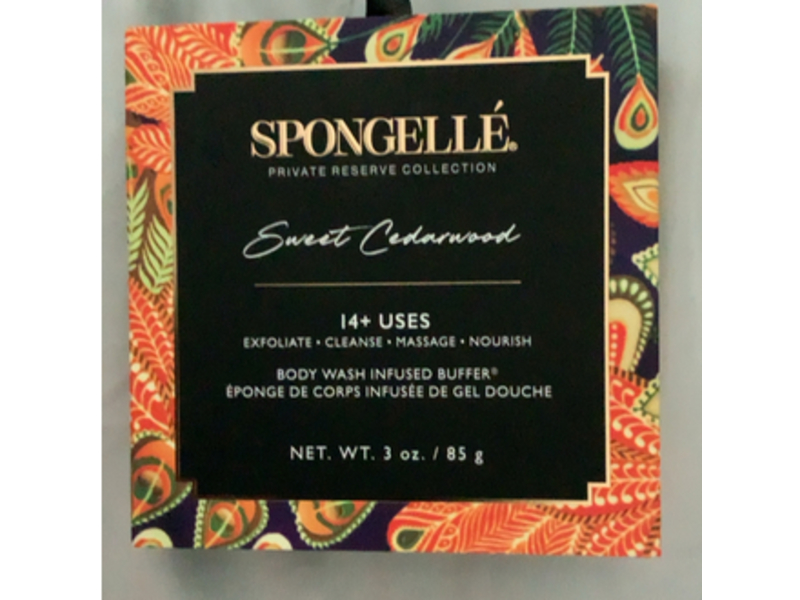 SPONGELLÉ.
PRIVATE RESERVE COLLECTION
Sweet Cedarwood
14+ USES
EXFOLIATE • CLEANSE • MASSAGE • NOURISH
BODY WASH INFUSED BUFFER®
ÉPONGE DE CORPS INFUSÉE DE GEL DOUCHE
NET. WT. 3 oz. / 85 g